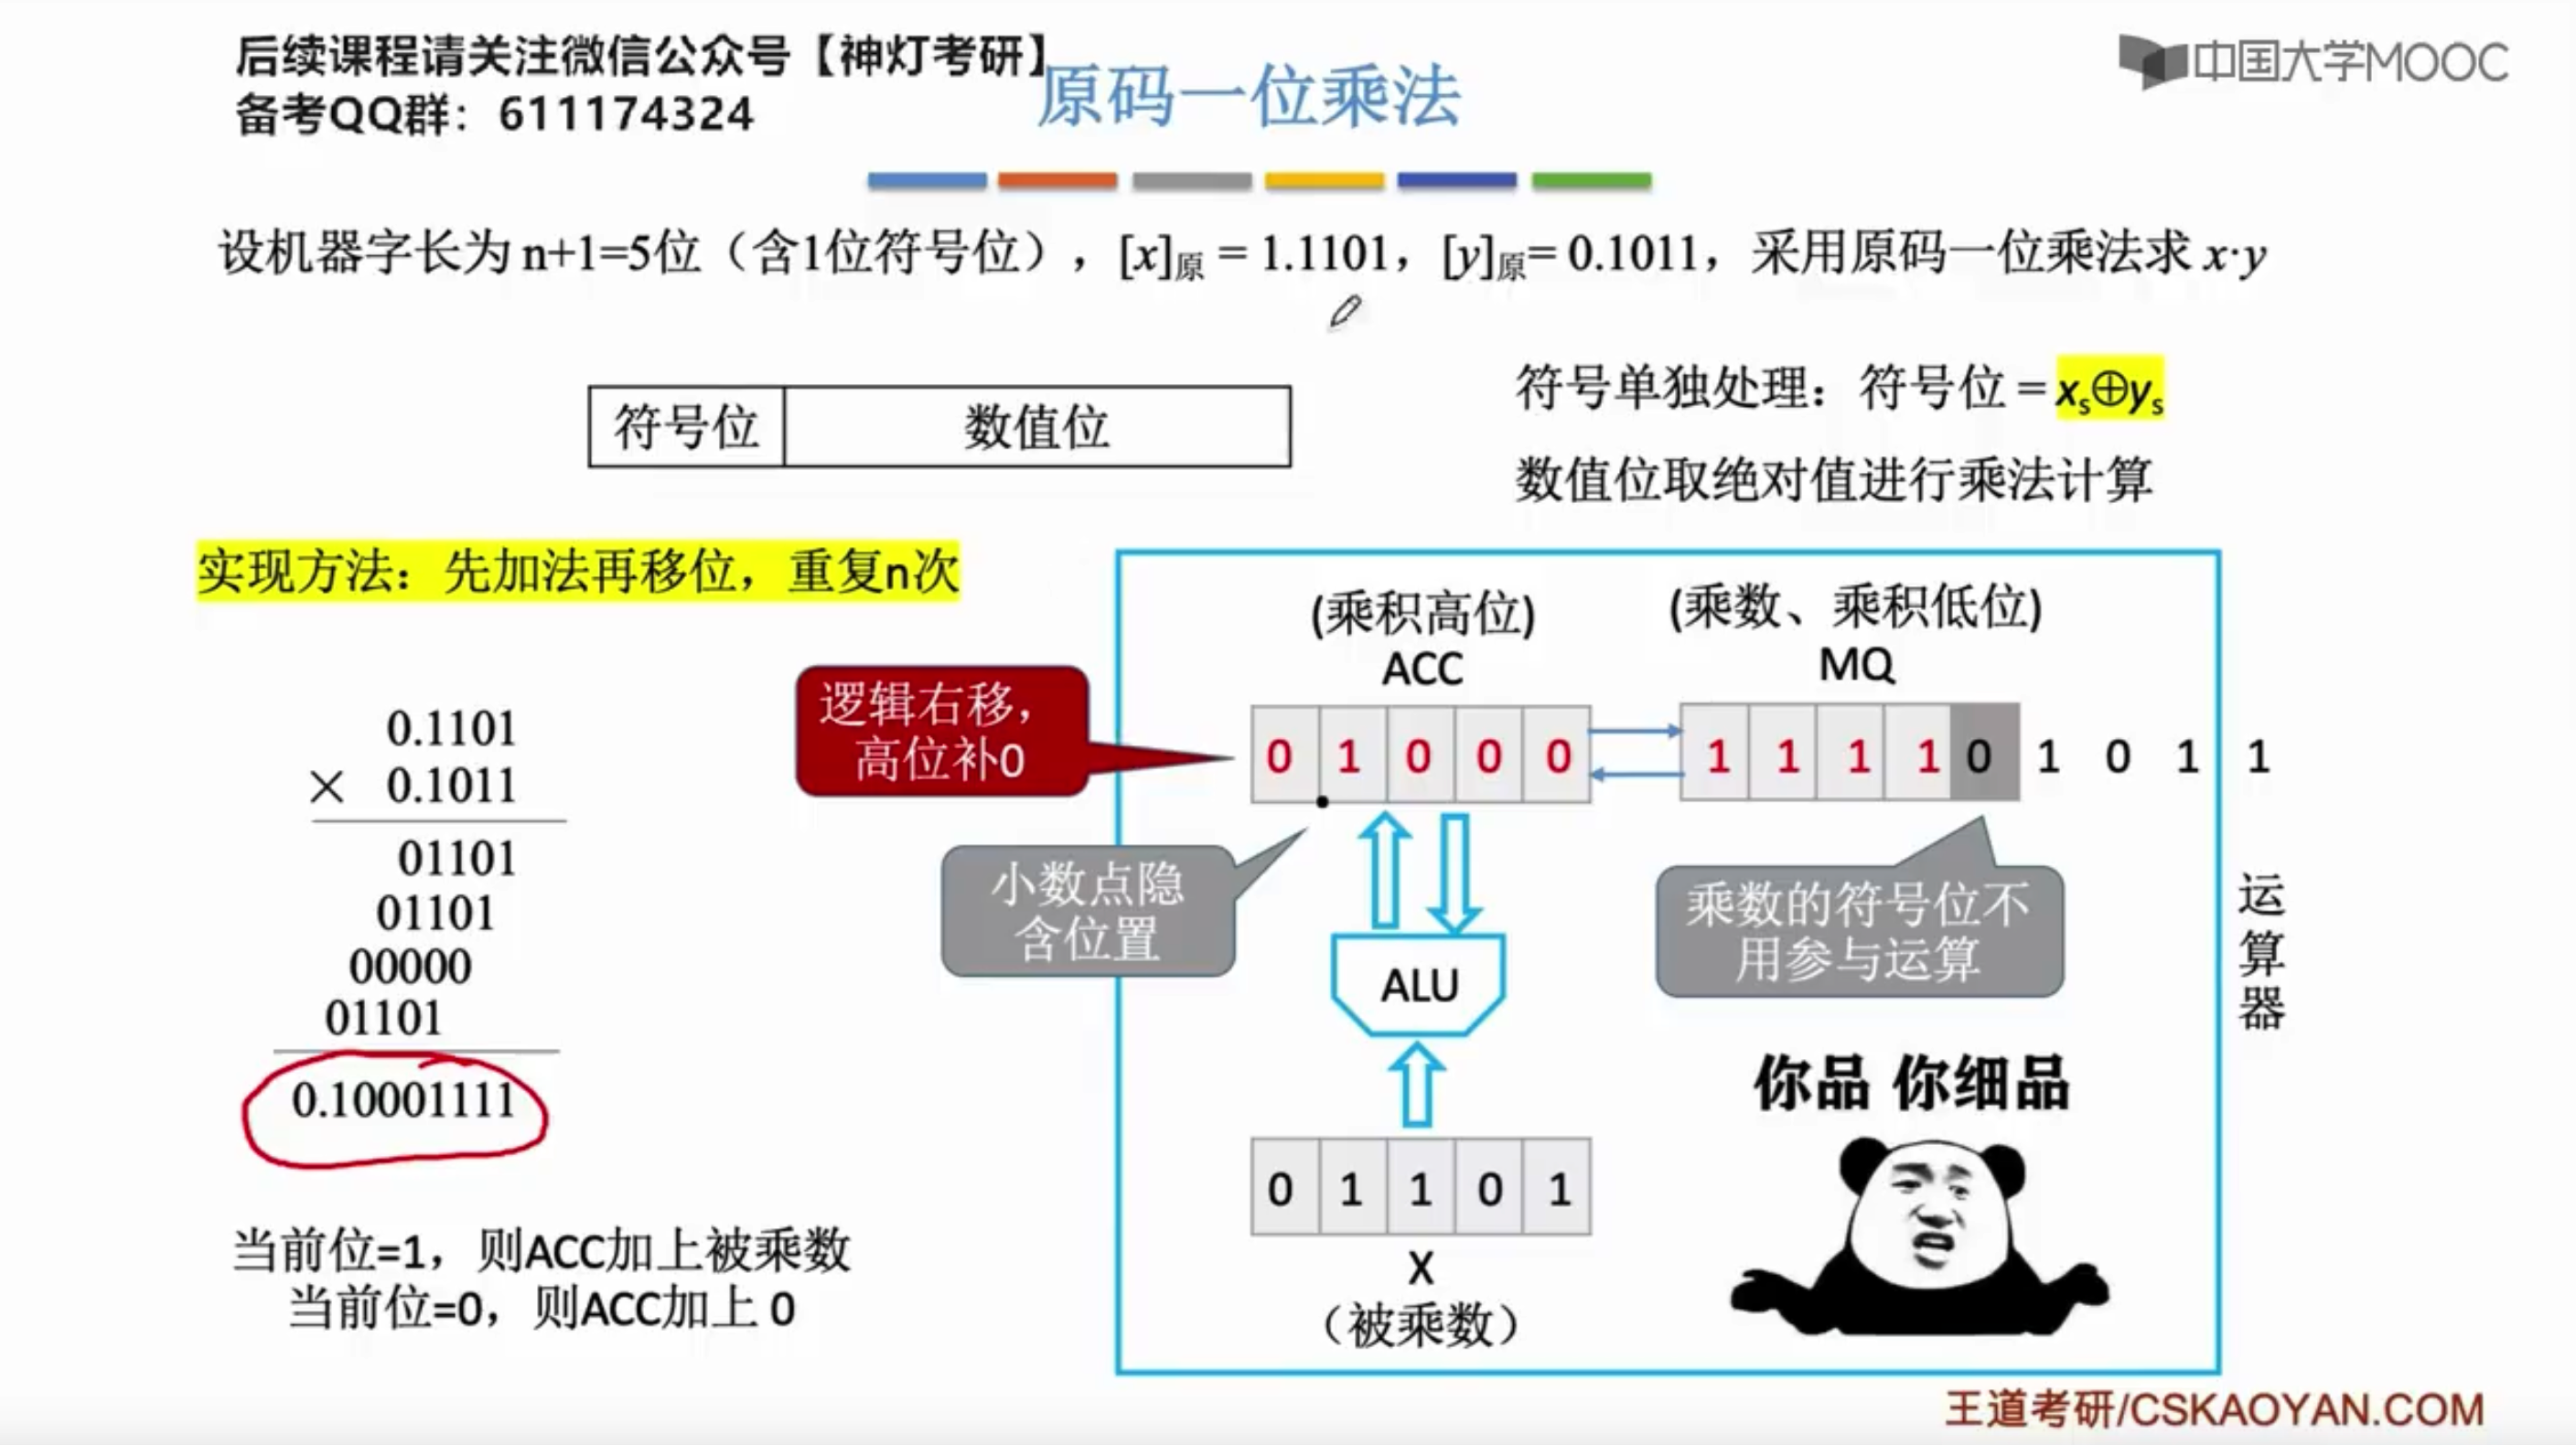 后续课程请关注微信公众号【神灯考研】
备考QQ群：611174324
原码一位乘法
中国大学MOOC
设机器字长为 n+1=5位（含1位符号位），[x]原 = 1.1101，[y]原= 0.1011，采用原码一位乘法求 x·y
符号位 数值位
符号单独处理：符号位 = xs⊕ys
数值位取绝对值进行乘法计算
实现方法：先加法再移位，重复n次
0.1101
× 0.1011
01101
01101
00000
01101
0.10001111
当前位=1，则ACC加上被乘数
当前位=0，则ACC加上 0
(乘积高位)
ACC
(乘数、乘积低位)
MQ
逻辑右移，
高位补0
0 1 0 0 0
1 1 1 1 0 1 0 1 1
小数点隐
含位置
乘数的符号位不
用参与运算
ALU
运
算
器
0 1 1 0 1
X
（被乘数）
你品 你细品
王道考研/CSKAOYAN.COM